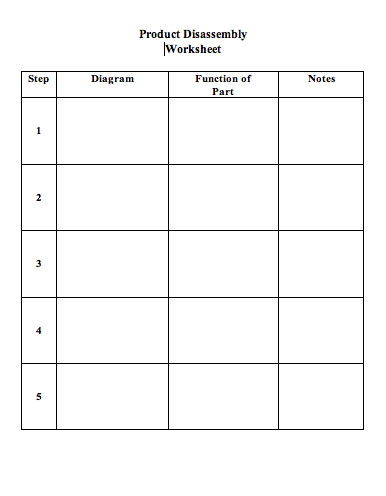 Product Disassembly
Worksheet
Step Diagram Function of Notes
Part
1
2
3
4
5